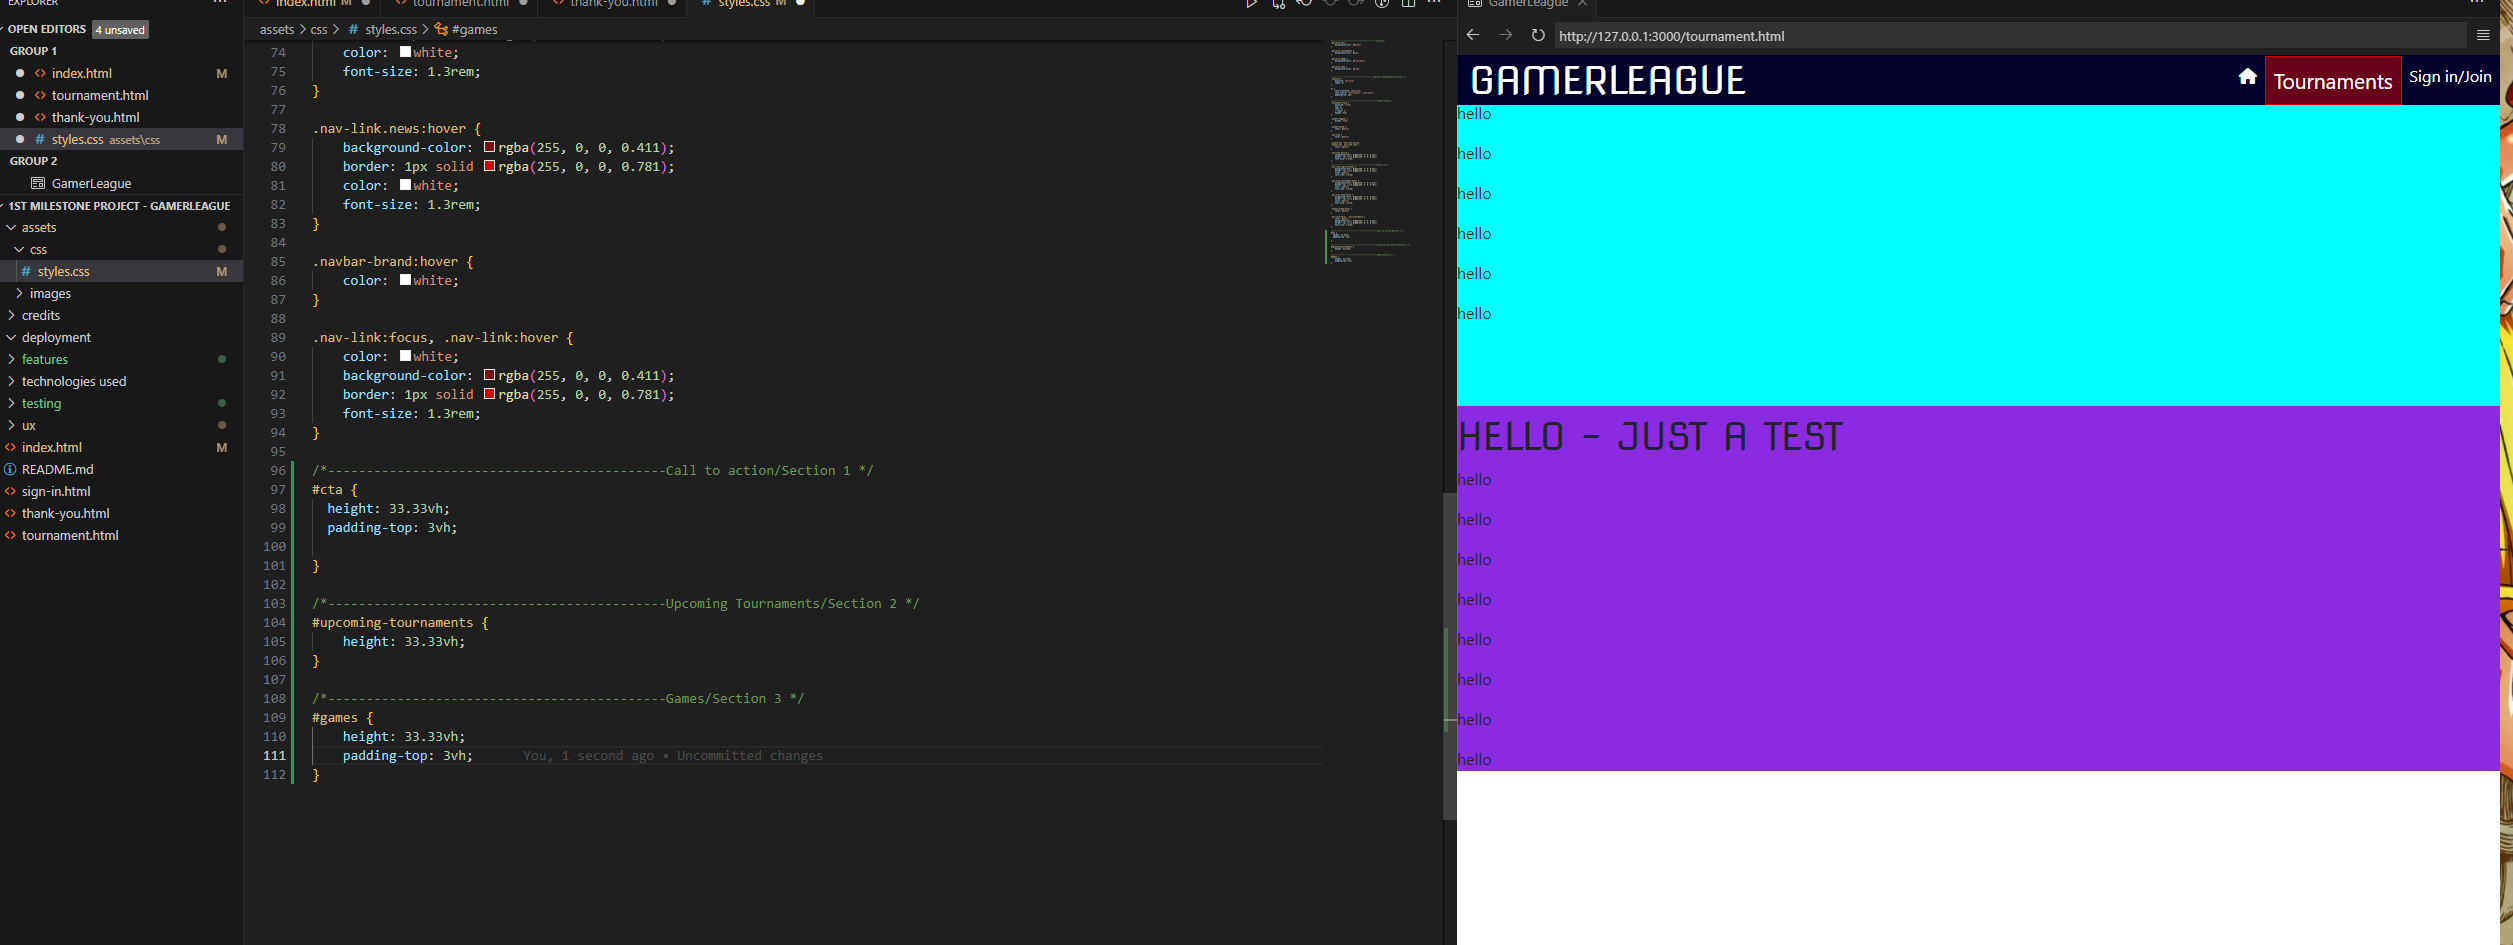 EXPLORER
OPEN EDITORS 4 unsaved
GROUP 1
index.html M
tournament.html
thank-you.html
styles.css assets\css M
GROUP 2
GamerLeague
1ST MILESTONE PROJECT - GAMERLEAGUE
assets
css
styles.css M
images
credits
deployment
features
technologies used
testing
ux
index.html M
README.md
sign-in.html
thank-you.html
tournament.html
index.html M tournament.html thank-you.html styles.css M
assets > css > # styles.css > #games
74 color: white;
75 font-size: 1.3rem;
76 }
77
78 .nav-link.news:hover {
79 background-color: rgba(255, 0, 0, 0.411);
80 border: 1px solid rgba(255, 0, 0, 0.781);
81 color: white;
82 font-size: 1.3rem;
83 }
84
85 .navbar-brand:hover {
86 color: white;
87 }
88
89 .nav-link:focus, .nav-link:hover {
90 color: white;
91 background-color: rgba(255, 0, 0, 0.411);
92 border: 1px solid rgba(255, 0, 0, 0.781);
93 font-size: 1.3rem;
94 }
95
96 /*--------------------------------------------Call to action/Section 1 */
97 #cta {
98 height: 33.33vh;
99 padding-top: 3vh;
100
101 }
102
103 /*--------------------------------------------Upcoming Tournaments/Section 2 */
104 #upcoming-tournaments {
105 height: 33.33vh;
106 }
107
108 /*--------------------------------------------Games/Section 3 */
109 #games {
110 height: 33.33vh;
111 padding-top: 3vh; You, 1 second ago • Uncommitted changes
112 }
GamerLeague
http://127.0.0.1:3000/tournament.html
GAMERLEAGUE Tournaments Sign in/Join
hello
hello
hello
hello
hello
hello
HELLO - JUST A TEST
hello
hello
hello
hello
hello
hello
hello
hello